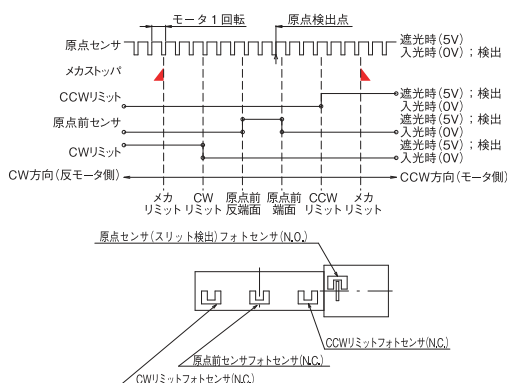 モータ1回転
原点検出点
原点センサ
遮光時(5V)
入光時(0V)；検出
メカストッパ
CCWリミット
遮光時(5V)；検出
入光時(0V)
原点前センサ
遮光時(5V)；検出
入光時(0V)
CWリミット
遮光時(5V)；検出
入光時(0V)
CW方向(反モータ側)
CCW方向(モータ側)
メカ CW 原点前 原点前 CCW メカ
リミット リミット 反端面 端面 リミット リミット
原点センサ(スリット検出)フォトセンサ(N.O.)
CCWリミットフォトセンサ(N.C.)
原点前センサフォトセンサ(N.C.)
CWリミットフォトセンサ(N.C.)